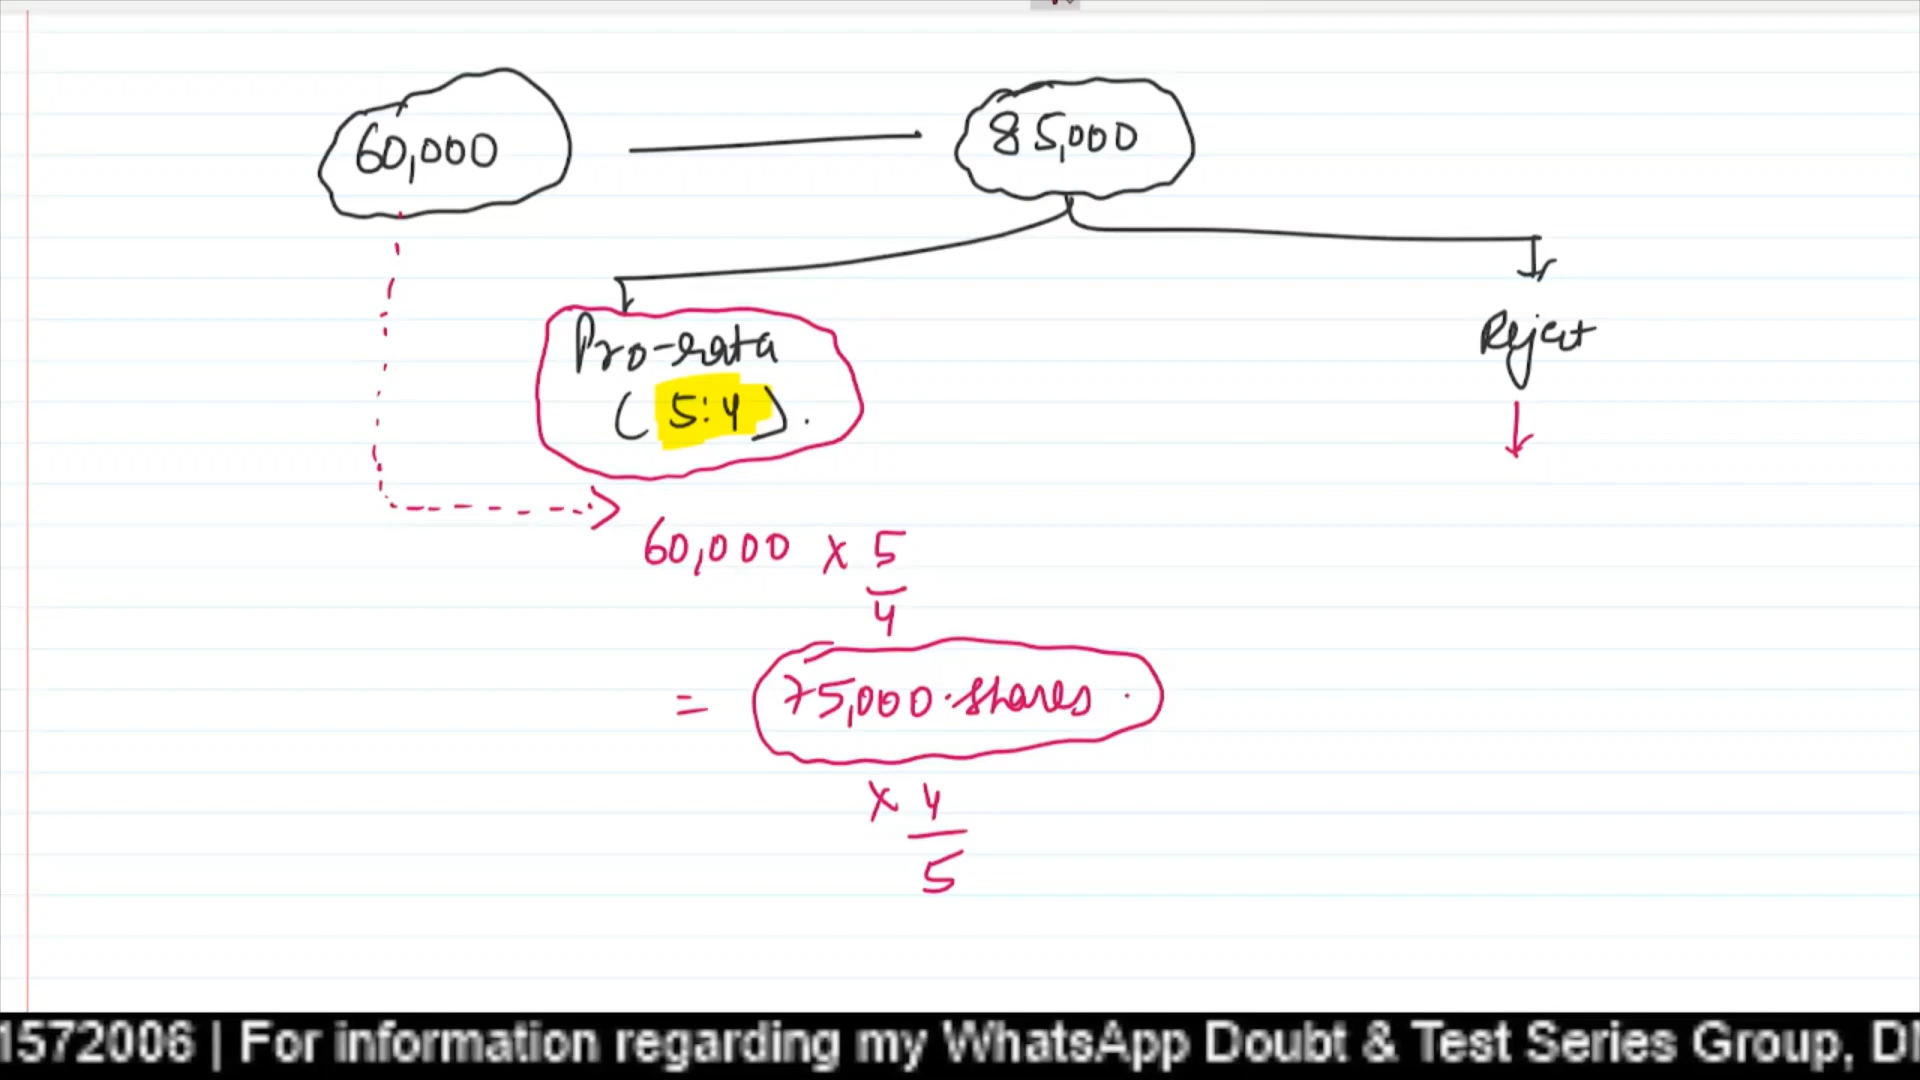 60,000
85,000
Pro-rata
(5:4).
Reject
60,000 x 5
4
= 75,000 shares
x 4
5
1572006 | For information regarding my WhatsApp Doubt & Test Series Group, D